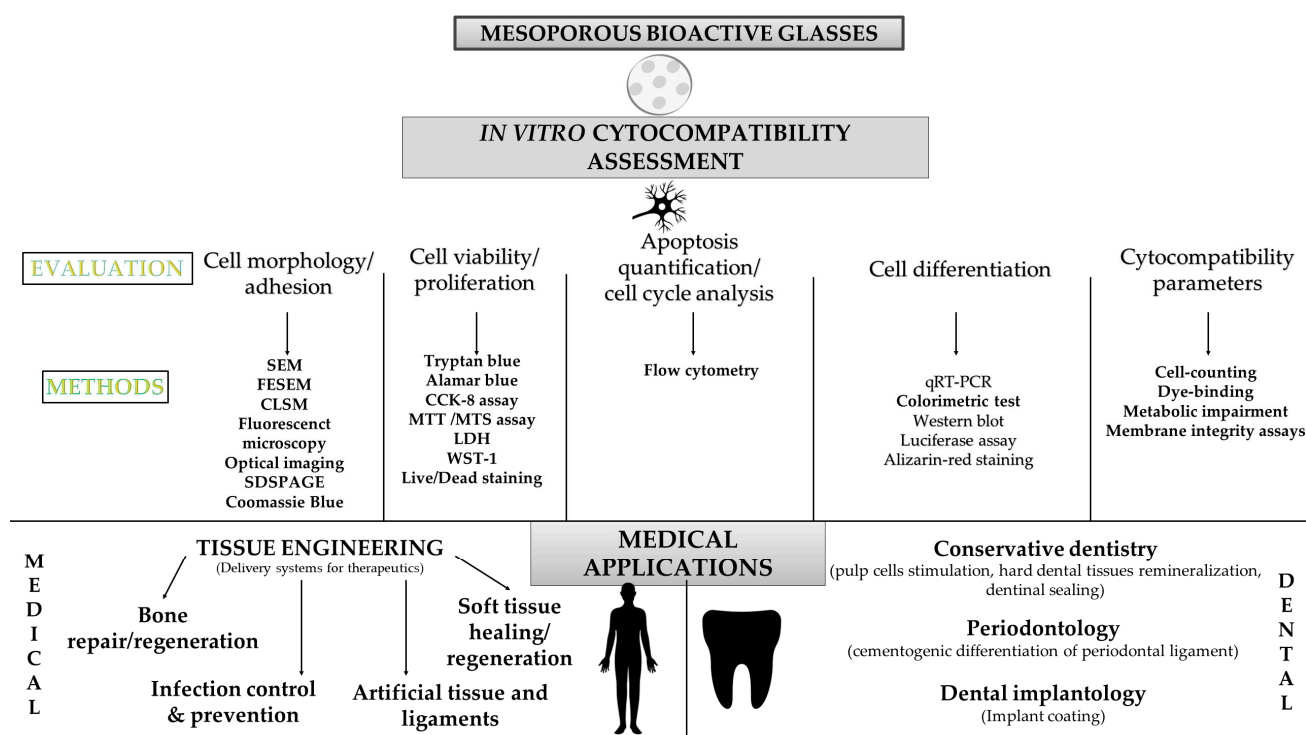 MESOPOROUS BIOACTIVE GLASSES
IN VITRO CYTOCOMPATIBILITY
ASSESSMENT
EVALUATION
Cell morphology/
adhesion
Cell viability/
proliferation
Apoptosis
quantification/
cell cycle analysis
Cell differentiation
Cytocompatibility
parameters
METHODS
SEM
FESEM
CLSM
Fluorescenct
microscopy
Optical imaging
SDSPAGE
Coomassie Blue
Tryptan blue
Alamar blue
CCK-8 assay
MTT /MTS assay
LDH
WST-1
Live/Dead staining
Flow cytometry
qRT-PCR
Colorimetric test
Western blot
Luciferase assay
Alizarin-red staining
Cell-counting
Dye-binding
Metabolic impairment
Membrane integrity assays
MEDICAL
APPLICATIONS
MEDICAL
TISSUE ENGINEERING
(Delivery systems for therapeutics)
Bone
repair/regeneration
Infection control
& prevention
Artificial tissue and
ligaments
Soft tissue
healing/
regeneration
Conservative dentistry
(pulp cells stimulation, hard dental tissues remineralization,
dentinal sealing)
Periodontology
(cementogenic differentiation of periodontal ligament)
Dental implantology
(Implant coating)
DENTAL